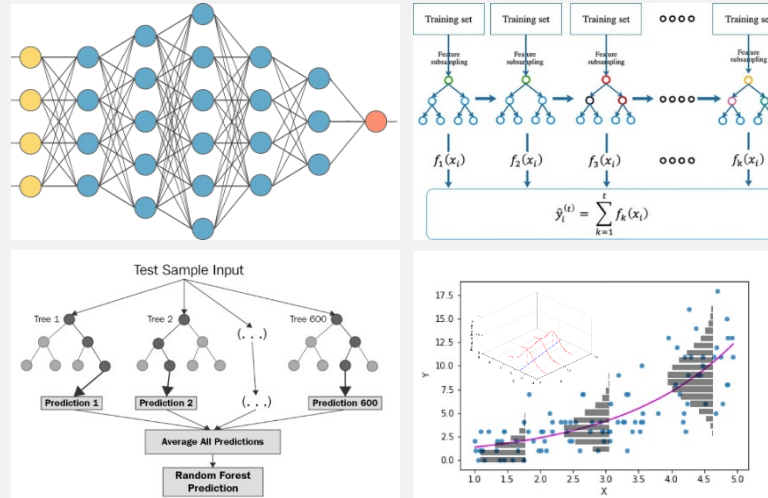 Training set
Training set
Training set
Training set
Feature
subsampling
Feature
subsampling
Feature
subsampling
Feature
subsampling
f₁(xᵢ)
f₂(xᵢ)
f₃(xᵢ)
fₖ(xᵢ)
ŷᵢ⁽ᵗ⁾ = ∑ₖ₌₁ᵗ fₖ(xᵢ)
Test Sample Input
Tree 1
Tree 2
(. . .)
Tree 600
Prediction 1
Prediction 2
(. . .)
Prediction 600
Average All Predictions
Random Forest
Prediction
17.5
15.0
12.5
10.0
7.5
5.0
2.5
0.0
Y
1.0 1.5 2.0 2.5 3.0 3.5 4.0 4.5 5.0
X